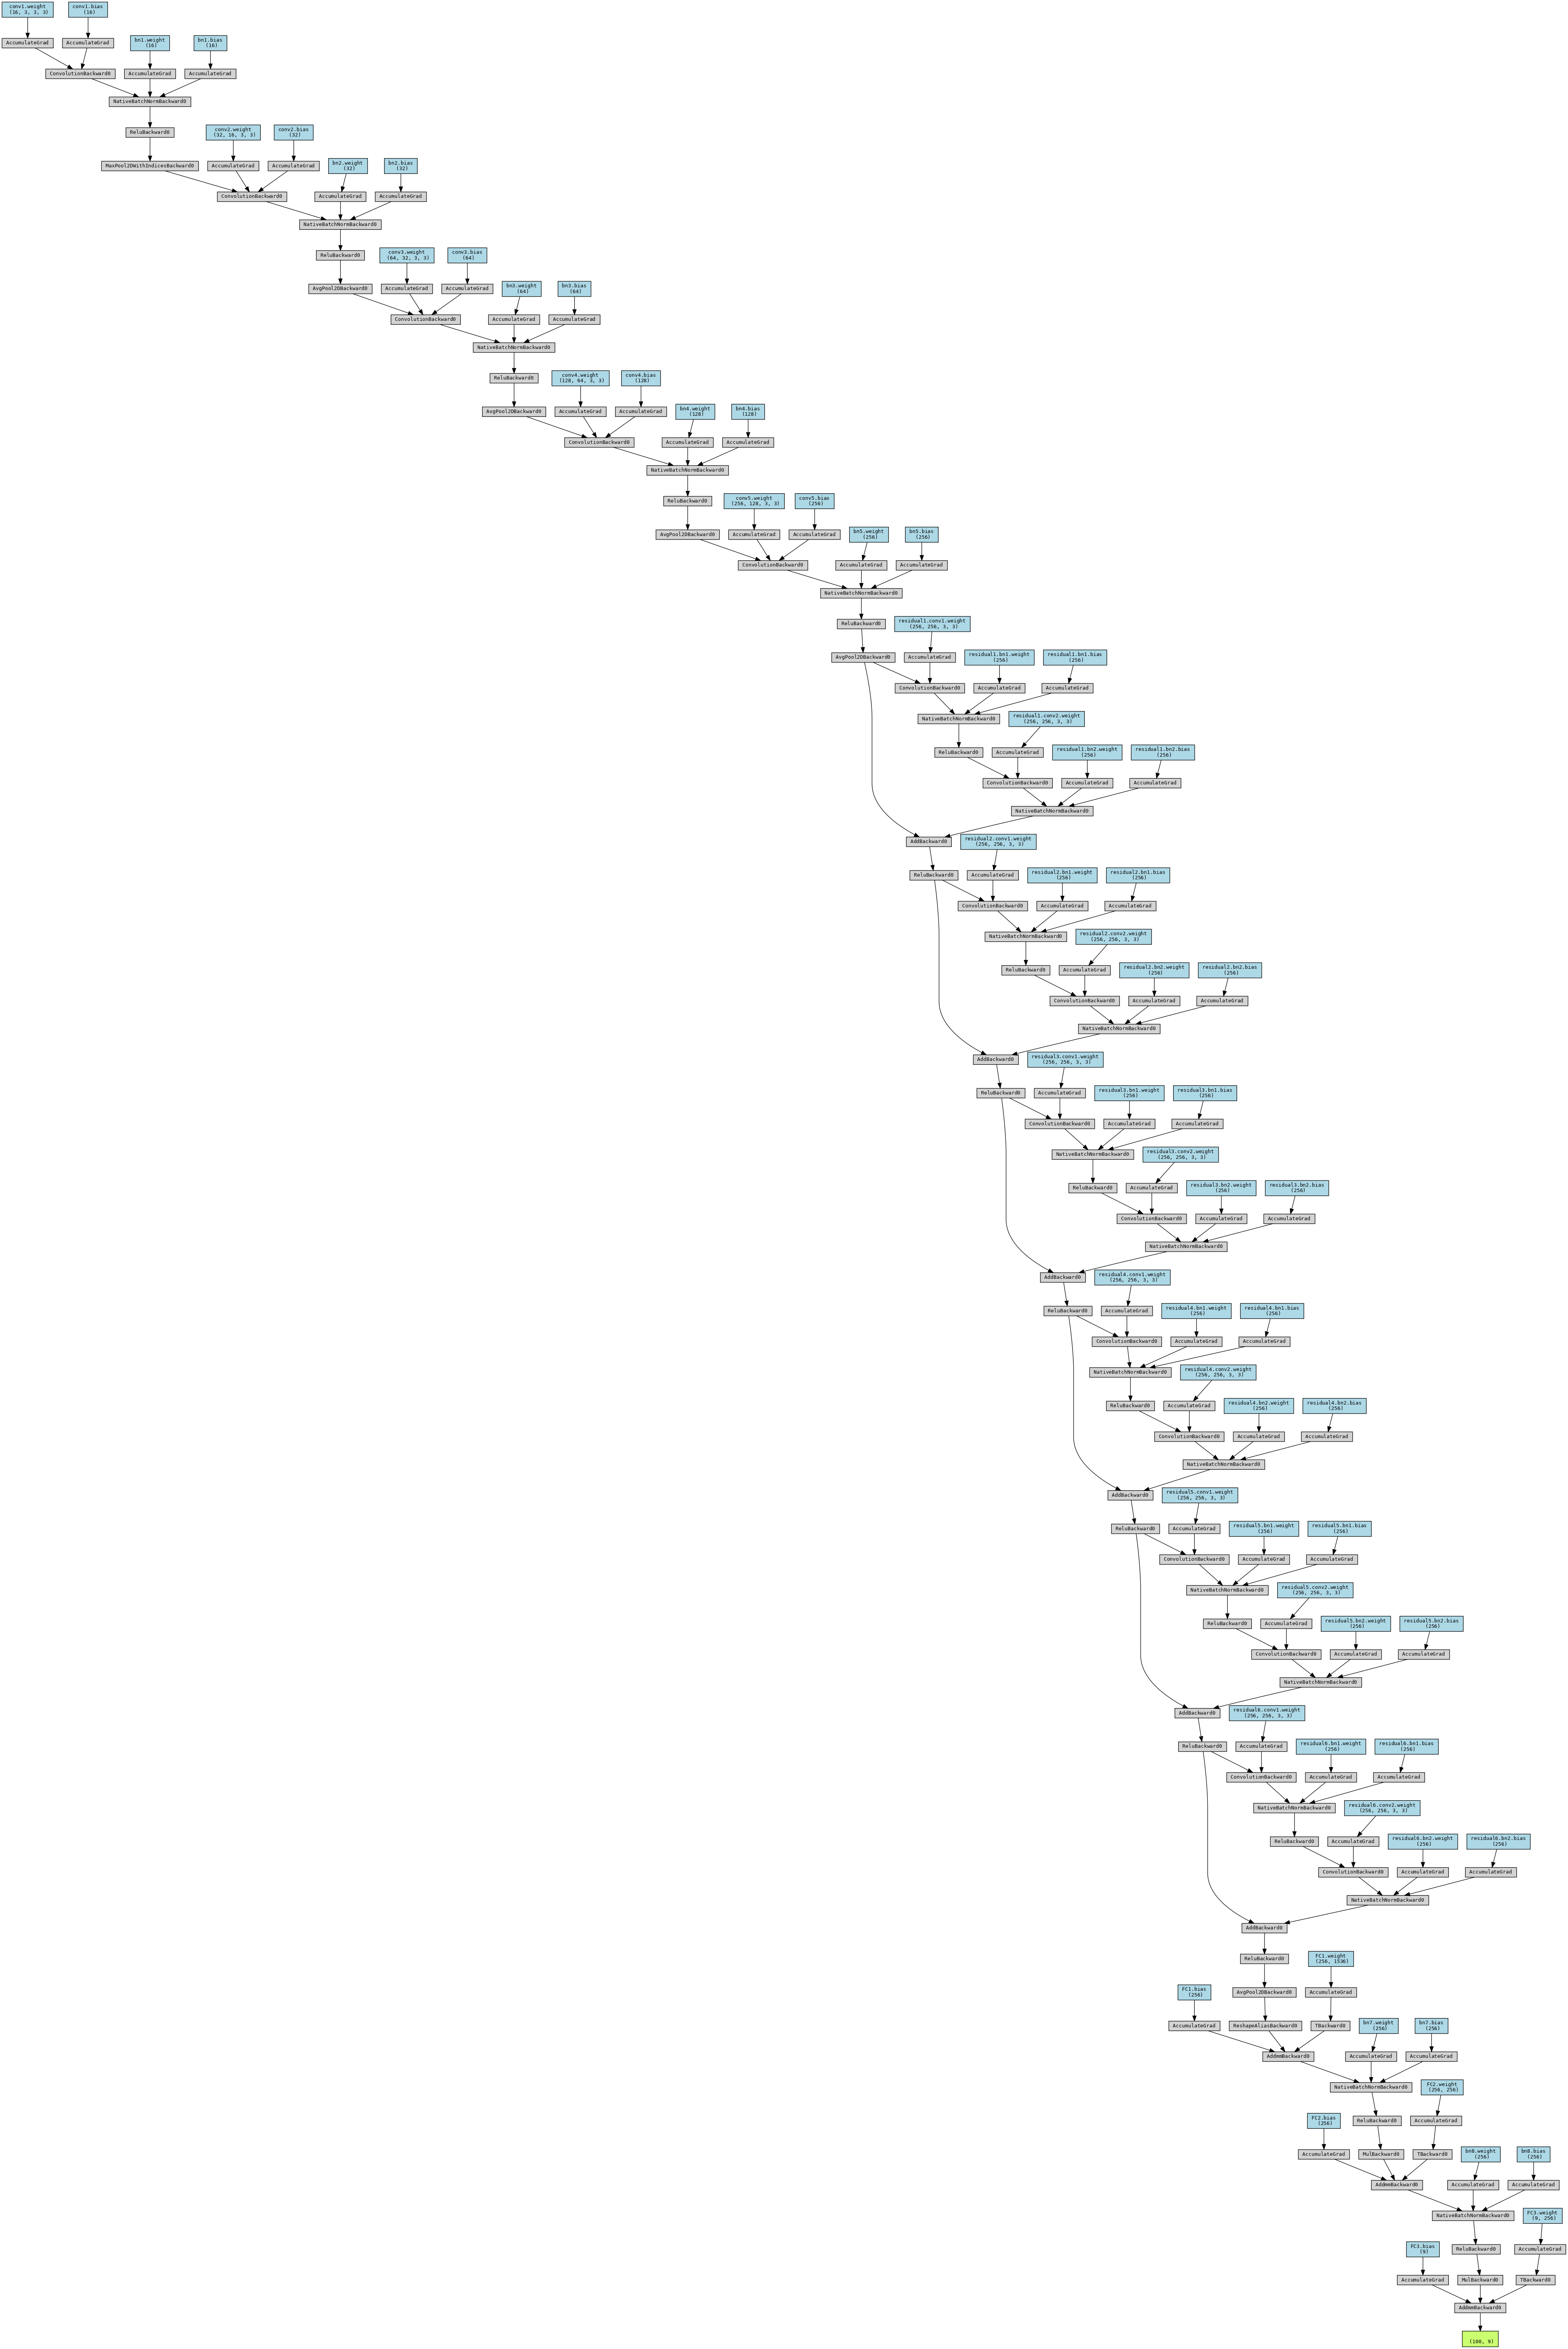 conv1.weight
(16, 3, 3, 3)
conv1.bias
(16)
AccumulateGrad
AccumulateGrad
bn1.weight
(16)
bn1.bias
(16)
ConvolutionBackward0
AccumulateGrad
AccumulateGrad
NativeBatchNormBackward0
ReluBackward0
conv2.weight
(32, 16, 3, 3)
conv2.bias
(32)
MaxPool2DWithIndicesBackward0
AccumulateGrad
AccumulateGrad
bn2.weight
(32)
bn2.bias
(32)
ConvolutionBackward0
AccumulateGrad
AccumulateGrad
NativeBatchNormBackward0
ReluBackward0
conv3.weight
(64, 32, 3, 3)
conv3.bias
(64)
AvgPool2DBackward0
AccumulateGrad
AccumulateGrad
bn3.weight
(64)
bn3.bias
(64)
ConvolutionBackward0
AccumulateGrad
AccumulateGrad
NativeBatchNormBackward0
ReluBackward0
conv4.weight
(128, 64, 3, 3)
conv4.bias
(128)
AvgPool2DBackward0
AccumulateGrad
AccumulateGrad
bn4.weight
(128)
bn4.bias
(128)
ConvolutionBackward0
AccumulateGrad
AccumulateGrad
NativeBatchNormBackward0
ReluBackward0
conv5.weight
(256, 128, 3, 3)
conv5.bias
(256)
AvgPool2DBackward0
AccumulateGrad
AccumulateGrad
bn5.weight
(256)
bn5.bias
(256)
ConvolutionBackward0
AccumulateGrad
AccumulateGrad
NativeBatchNormBackward0
ReluBackward0
residual1.conv1.weight
(256, 256, 3, 3)
AvgPool2DBackward0
AccumulateGrad
residual1.bn1.weight
(256)
residual1.bn1.bias
(256)
ConvolutionBackward0
AccumulateGrad
AccumulateGrad
NativeBatchNormBackward0
residual1.conv2.weight
(256, 256, 3, 3)
ReluBackward0
AccumulateGrad
residual1.bn2.weight
(256)
residual1.bn2.bias
(256)
ConvolutionBackward0
AccumulateGrad
AccumulateGrad
NativeBatchNormBackward0
AddBackward0
residual2.conv1.weight
(256, 256, 3, 3)
ReluBackward0
AccumulateGrad
residual2.bn1.weight
(256)
residual2.bn1.bias
(256)
ConvolutionBackward0
AccumulateGrad
AccumulateGrad
NativeBatchNormBackward0
residual2.conv2.weight
(256, 256, 3, 3)
ReluBackward0
AccumulateGrad
residual2.bn2.weight
(256)
residual2.bn2.bias
(256)
ConvolutionBackward0
AccumulateGrad
AccumulateGrad
NativeBatchNormBackward0
AddBackward0
residual3.conv1.weight
(256, 256, 3, 3)
ReluBackward0
AccumulateGrad
residual3.bn1.weight
(256)
residual3.bn1.bias
(256)
ConvolutionBackward0
AccumulateGrad
AccumulateGrad
NativeBatchNormBackward0
residual3.conv2.weight
(256, 256, 3, 3)
ReluBackward0
AccumulateGrad
residual3.bn2.weight
(256)
residual3.bn2.bias
(256)
ConvolutionBackward0
AccumulateGrad
AccumulateGrad
NativeBatchNormBackward0
AddBackward0
residual4.conv1.weight
(256, 256, 3, 3)
ReluBackward0
AccumulateGrad
residual4.bn1.weight
(256)
residual4.bn1.bias
(256)
ConvolutionBackward0
AccumulateGrad
AccumulateGrad
NativeBatchNormBackward0
residual4.conv2.weight
(256, 256, 3, 3)
ReluBackward0
AccumulateGrad
residual4.bn2.weight
(256)
residual4.bn2.bias
(256)
ConvolutionBackward0
AccumulateGrad
AccumulateGrad
NativeBatchNormBackward0
AddBackward0
residual5.conv1.weight
(256, 256, 3, 3)
ReluBackward0
AccumulateGrad
residual5.bn1.weight
(256)
residual5.bn1.bias
(256)
ConvolutionBackward0
AccumulateGrad
AccumulateGrad
NativeBatchNormBackward0
residual5.conv2.weight
(256, 256, 3, 3)
ReluBackward0
AccumulateGrad
residual5.bn2.weight
(256)
residual5.bn2.bias
(256)
ConvolutionBackward0
AccumulateGrad
AccumulateGrad
NativeBatchNormBackward0
AddBackward0
residual6.conv1.weight
(256, 256, 3, 3)
ReluBackward0
AccumulateGrad
residual6.bn1.weight
(256)
residual6.bn1.bias
(256)
ConvolutionBackward0
AccumulateGrad
AccumulateGrad
NativeBatchNormBackward0
residual6.conv2.weight
(256, 256, 3, 3)
ReluBackward0
AccumulateGrad
residual6.bn2.weight
(256)
residual6.bn2.bias
(256)
ConvolutionBackward0
AccumulateGrad
AccumulateGrad
NativeBatchNormBackward0
AddBackward0
ReluBackward0
FC1.weight
(256, 1536)
FC1.bias
(256)
AvgPool2DBackward0
AccumulateGrad
AccumulateGrad
ReshapeAliasBackward0
TBackward0
bn7.weight
(256)
bn7.bias
(256)
AddmmBackward0
AccumulateGrad
AccumulateGrad
NativeBatchNormBackward0
FC2.weight
(256, 256)
FC2.bias
(256)
ReluBackward0
AccumulateGrad
AccumulateGrad
MulBackward0
TBackward0
bn8.weight
(256)
bn8.bias
(256)
AddmmBackward0
AccumulateGrad
AccumulateGrad
NativeBatchNormBackward0
FC3.weight
(9, 256)
FC3.bias
(9)
ReluBackward0
AccumulateGrad
AccumulateGrad
MulBackward0
TBackward0
AddmmBackward0
(100, 9)